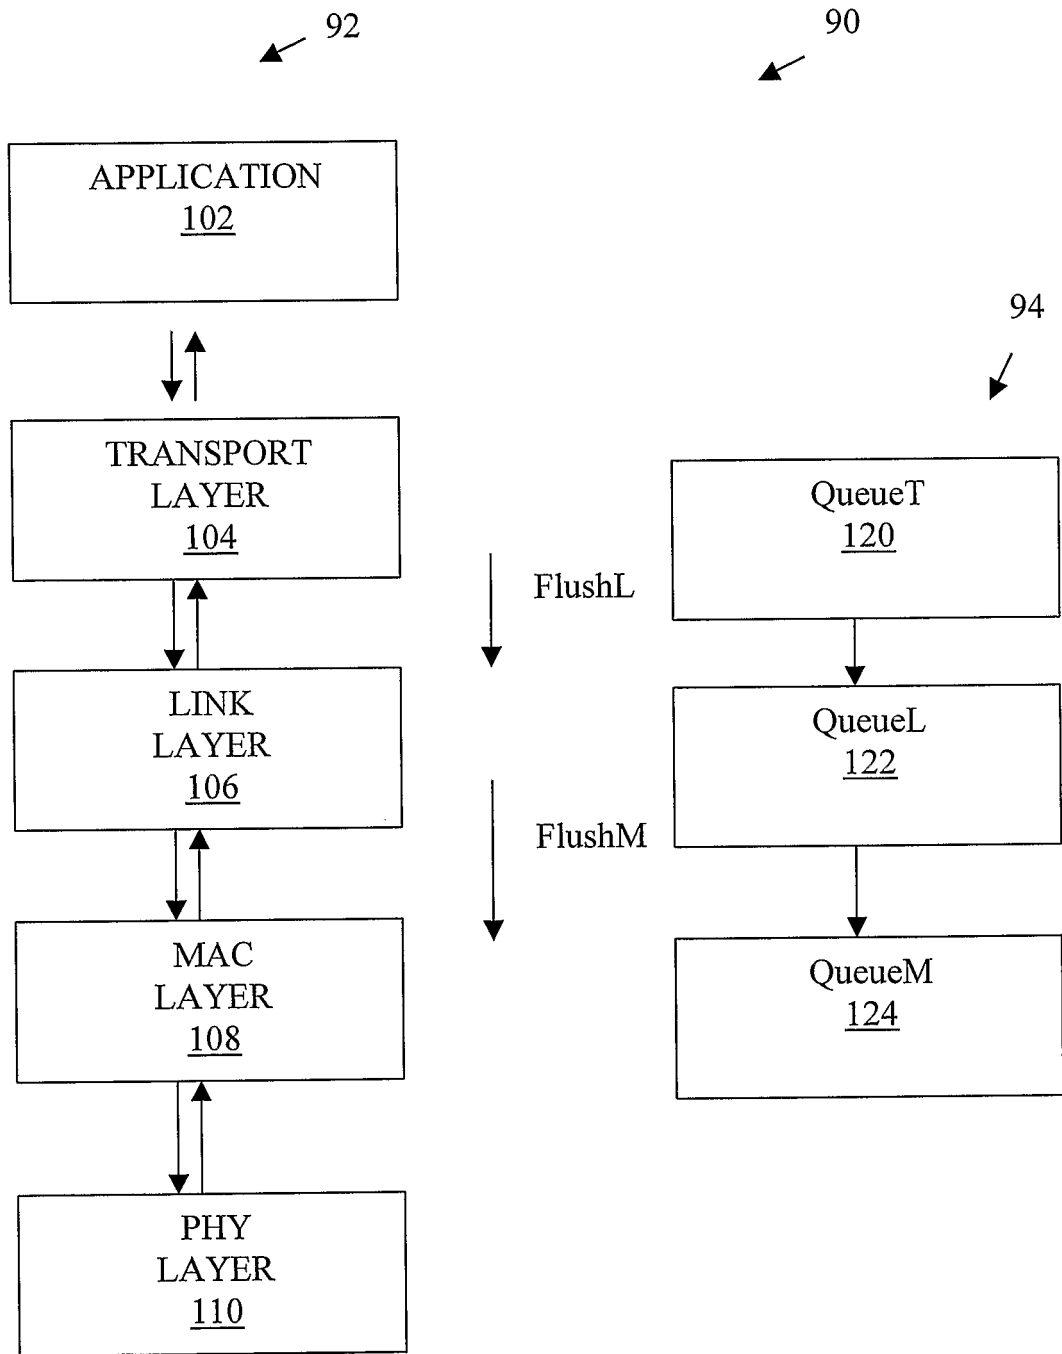 92
90
APPLICATION
102
94
TRANSPORT
LAYER
104
QueueT
120
FlushL
LINK
LAYER
106
QueueL
122
FlushM
MAC
LAYER
108
QueueM
124
PHY
LAYER
110